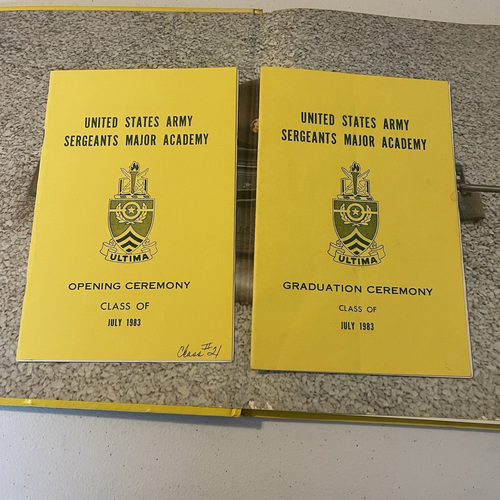 UNITED STATES ARMY
SERGEANTS MAJOR ACADEMY
ULTIMA
OPENING CEREMONY
CLASS OF
JULY 1983
Class #21
UNITED STATES ARMY
SERGEANTS MAJOR ACADEMY
ULTIMA
GRADUATION CEREMONY
CLASS OF
JULY 1983